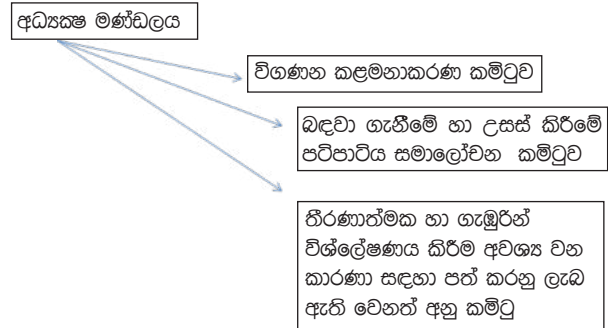 අධ්‍යක්ෂ මණ්ඩලය
විගණන කළමනාකරණ කමිටුව
බඳවා ගැනීමේ හා උසස් කිරීමේ
පටිපාටිය සමාලෝචන කමිටුව
තීරණාත්මක හා ගැඹුරින්
විශ්ලේෂණය කිරීම අවශ්‍ය වන
කාරණා සඳහා පත් කරනු ලැබ
ඇති වෙනත් අනු කමිටු